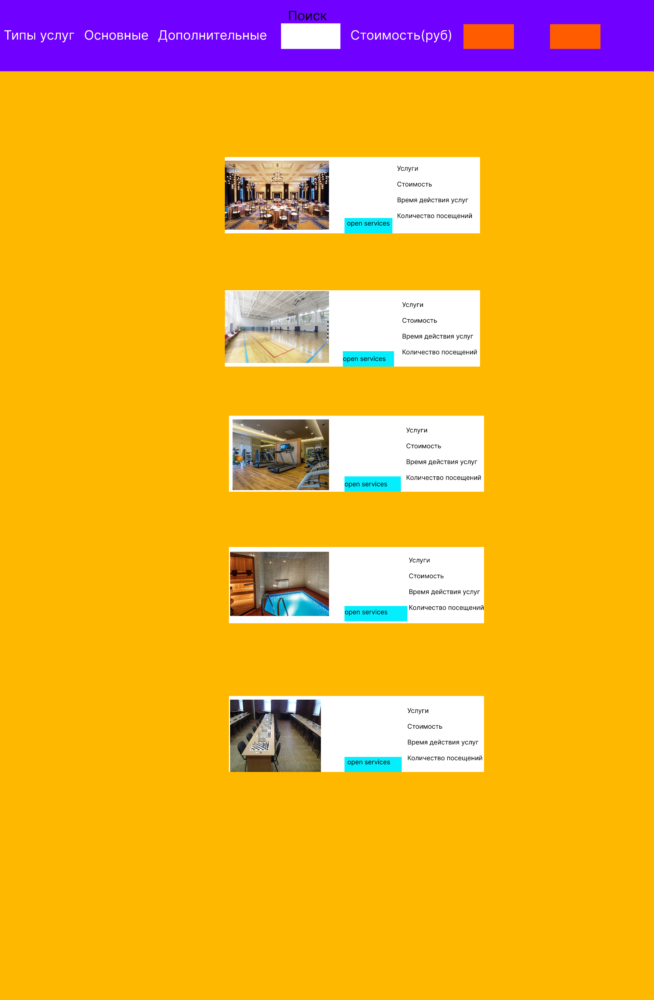 Поиск
Типы услуг Основные Дополнительные Стоимость(руб)
Услуги
Стоимость
Время действия услуг
Количество посещений
open services
Услуги
Стоимость
Время действия услуг
Количество посещений
open services
Услуги
Стоимость
Время действия услуг
Количество посещений
open services
Услуги
Стоимость
Время действия услуг
Количество посещений
open services
Услуги
Стоимость
Время действия услуг
Количество посещений
open services